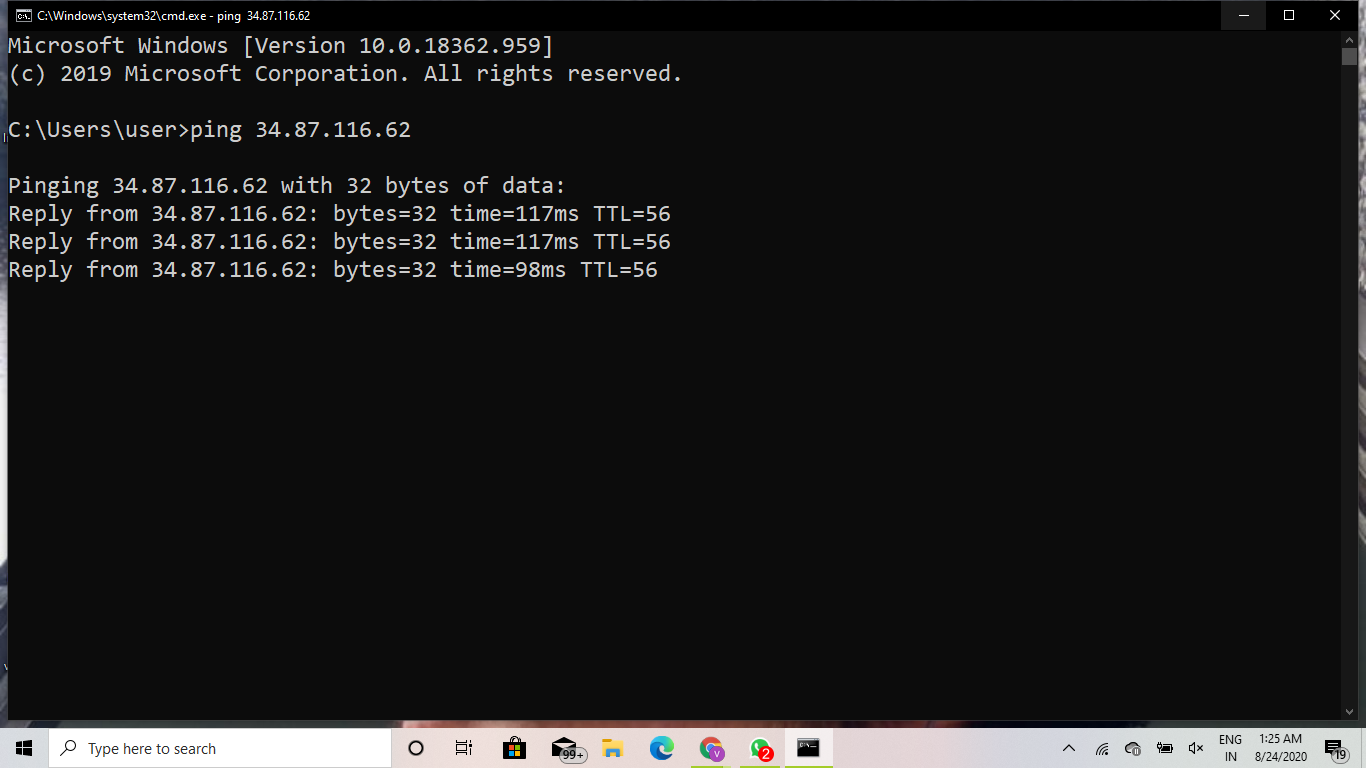 C:\Windows\system32\cmd.exe - ping 34.87.116.62
Microsoft Windows [Version 10.0.18362.959]
(c) 2019 Microsoft Corporation. All rights reserved.
C:\Users\user>ping 34.87.116.62
Pinging 34.87.116.62 with 32 bytes of data:
Reply from 34.87.116.62: bytes=32 time=117ms TTL=56
Reply from 34.87.116.62: bytes=32 time=117ms TTL=56
Reply from 34.87.116.62: bytes=32 time=98ms TTL=56
Type here to search
99+
V
2
ENG
IN
1:25 AM
8/24/2020
19